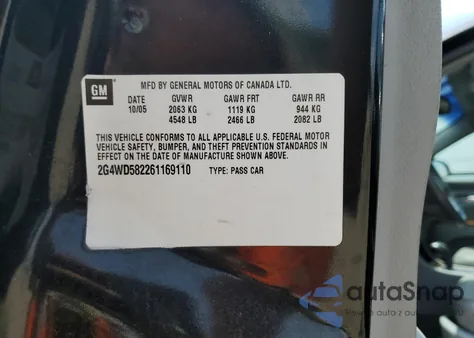 GM
MFD BY GENERAL MOTORS OF CANADA LTD.
DATE GVWR GAWR FRT GAWR RR
10/05 2063 KG 1119 KG 944 KG
4548 LB 2466 LB 2082 LB
THIS VEHICLE CONFORMS TO ALL APPLICABLE U.S. FEDERAL MOTOR
VEHICLE SAFETY, BUMPER, AND THEFT PREVENTION STANDARDS IN
EFFECT ON THE DATE OF MANUFACTURE SHOWN ABOVE.
2G4WD582261169110 TYPE: PASS CAR
autoSnap
Twoje auto z aukcji